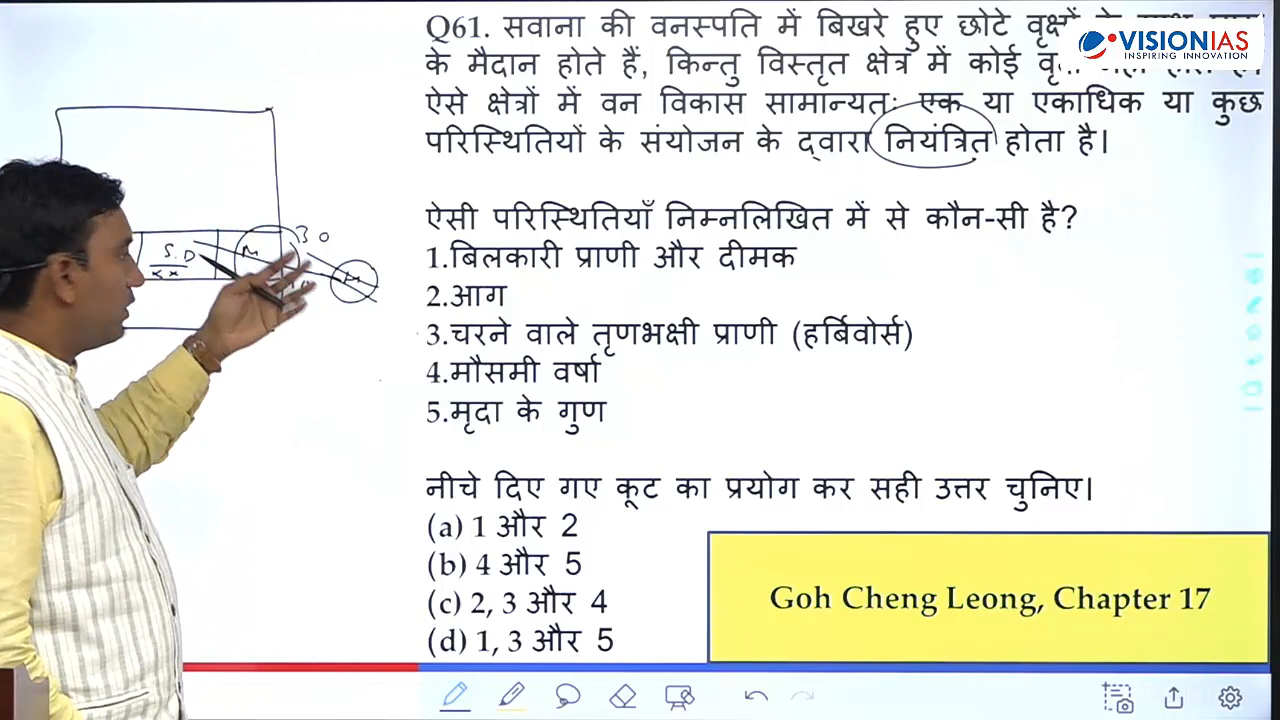 Q61. सवाना की वनस्पति में बिखरे हुए छोटे वृक्षों
VISIONIAS
INSPIRING INNOVATION
के मैदान होते हैं, किन्तु विस्तृत क्षेत्र में कोई
ऐसे क्षेत्रों में वन विकास सामान्यतः एक या एकाधिक या कुछ
परिस्थितियों के संयोजन के द्वारा नियंत्रित होता है।
ऐसी परिस्थितियाँ निम्नलिखित में से कौन-सी है?
1.बिलकारी प्राणी और दीमक
2.आग
3.चरने वाले तृणभक्षी प्राणी (हर्बिवोर्स)
4.मौसमी वर्षा
5.मृदा के गुण
नीचे दिए गए कूट का प्रयोग कर सही उत्तर चुनिए।
(a) 1 और 2
(b) 4 और 5
(c) 2, 3 और 4
(d) 1, 3 और 5
Goh Cheng Leong, Chapter 17
S.D
30